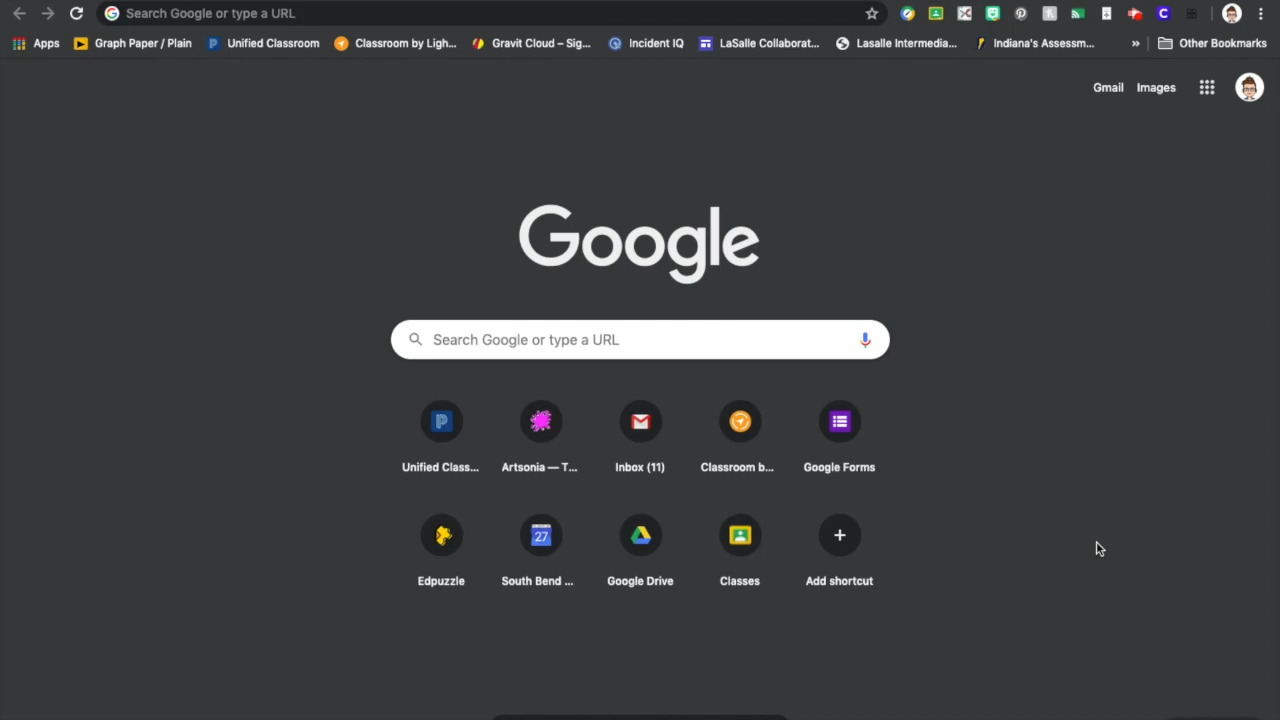 Search Google or type a URL
Apps Graph Paper / Plain Unified Classroom Classroom by Ligh... Gravit Cloud – Sig... Incident IQ LaSalle Collaborat... Lasalle Intermedia... Indiana's Assessm... » Other Bookmarks
Gmail Images
Google
Search Google or type a URL
Unified Class... Artsonia — T... Inbox (11) Classroom b... Google Forms
27
Edpuzzle South Bend ... Google Drive Classes Add shortcut